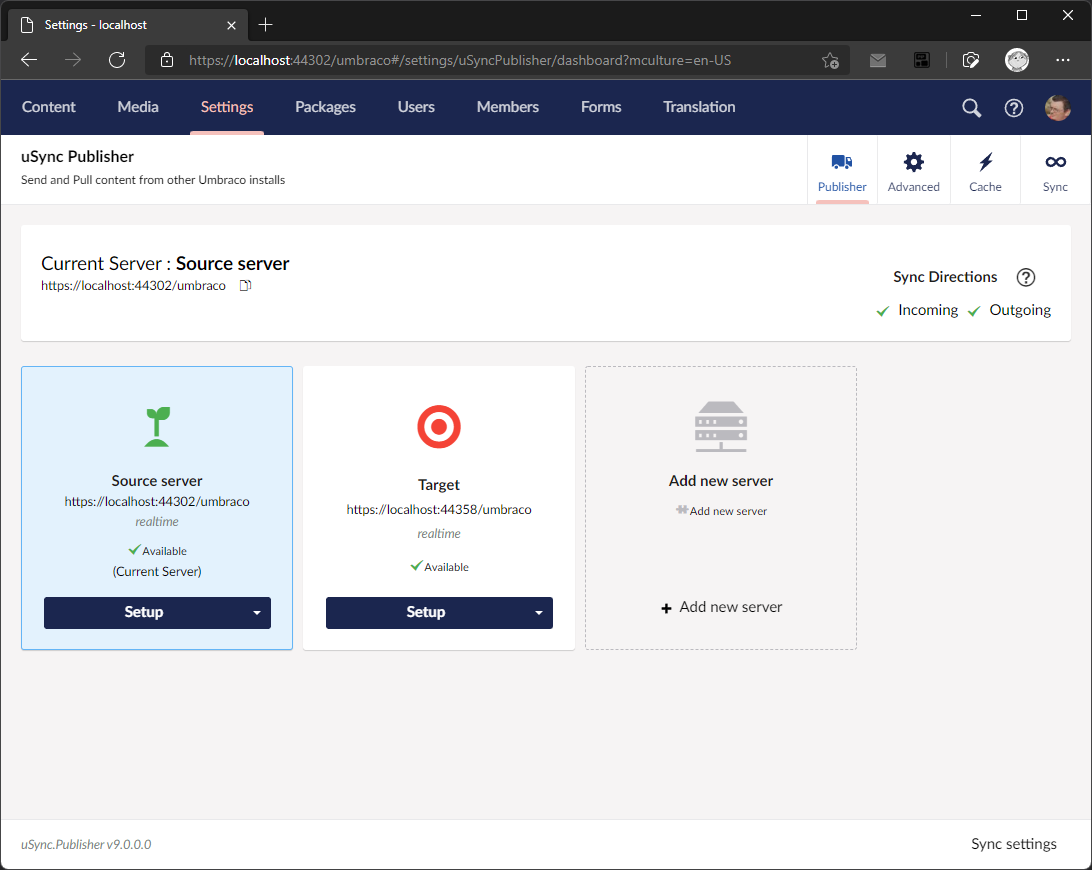 Settings - localhost
https://localhost:44302/umbraco#/settings/uSyncPublisher/dashboard?mculture=en-US
Content Media Settings Packages Users Members Forms Translation
uSync Publisher
Send and Pull content from other Umbraco installs
Publisher Advanced Cache Sync
Current Server : Source server
https://localhost:44302/umbraco
Sync Directions
Incoming Outgoing
Source server
https://localhost:44302/umbraco
realtime
Available
(Current Server)
Setup
Target
https://localhost:44358/umbraco
realtime
Available
Setup
Add new server
Add new server
Add new server
uSync.Publisher v9.0.0.0
Sync settings